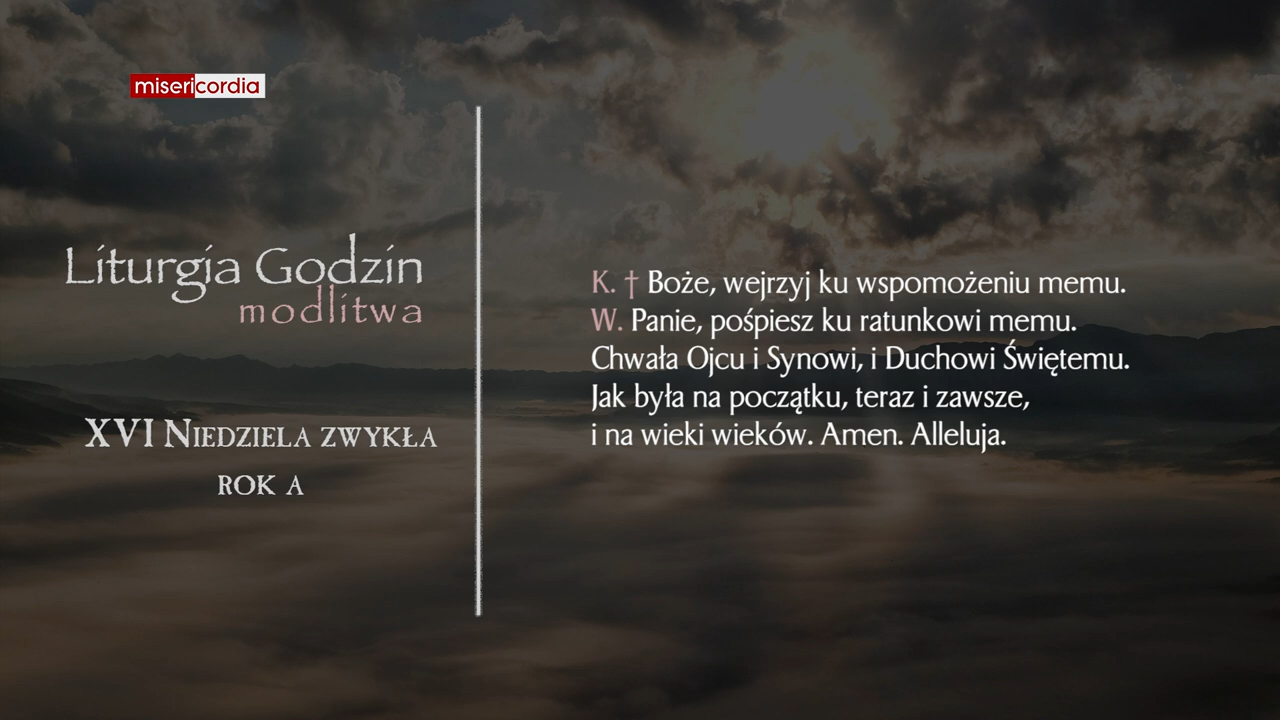 misericordia
Liturgia Godzin
modlitwa
XVI Niedziela zwykła
rok A
K. † Boże, wejrzyj ku wspomożeniu memu.
W. Panie, pośpiesz ku ratunkowi memu.
Chwała Ojcu i Synowi, i Duchowi Świętemu.
Jak była na początku, teraz i zawsze,
i na wieki wieków. Amen. Alleluja.